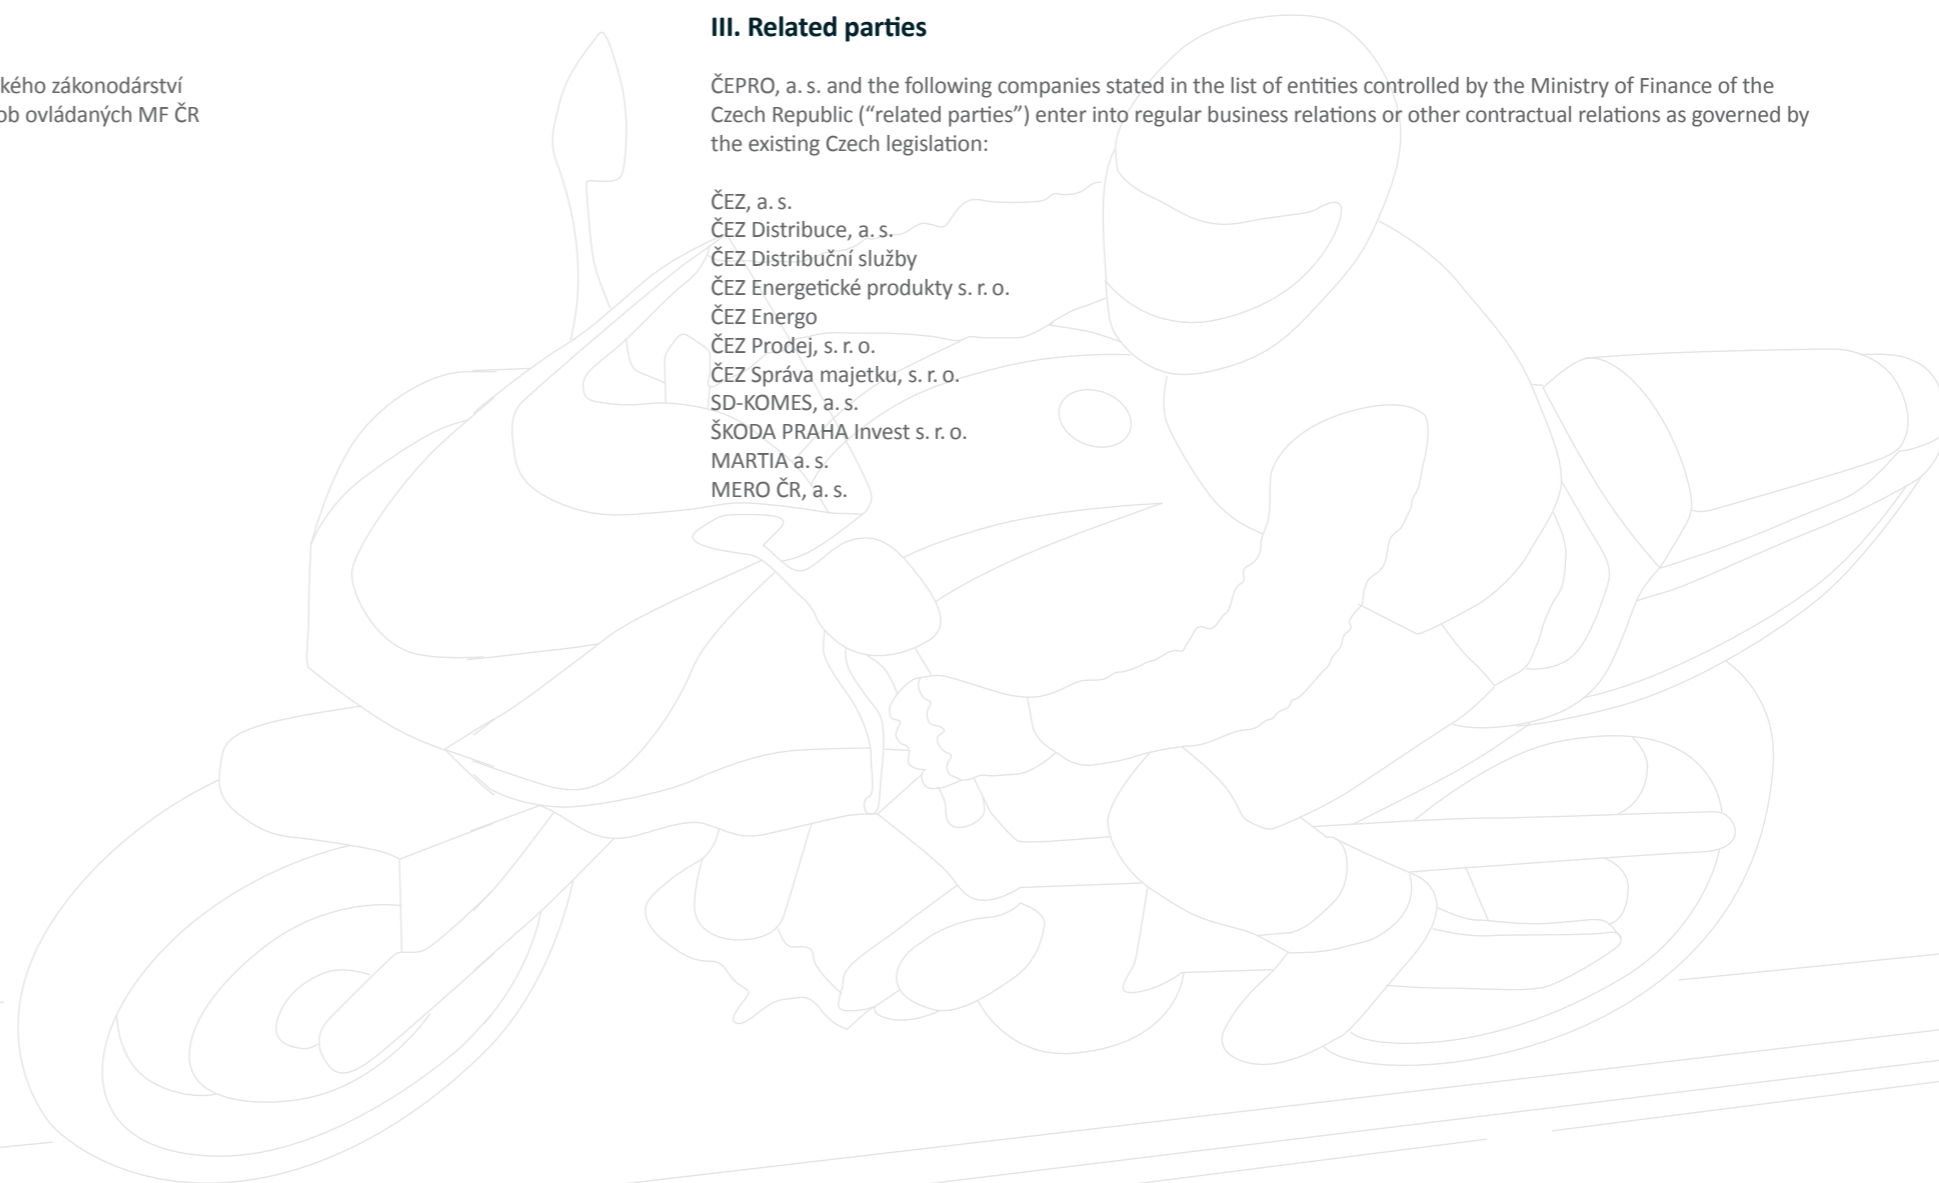 kého zákonodárství
ob ovládaných MF ČR
III. Related parties
ČEPRO, a. s. and the following companies stated in the list of entities controlled by the Ministry of Finance of the
Czech Republic (“related parties”) enter into regular business relations or other contractual relations as governed by
the existing Czech legislation:
ČEZ, a. s.
ČEZ Distribuce, a. s.
ČEZ Distribuční služby
ČEZ Energetické produkty s. r. o.
ČEZ Energo
ČEZ Prodej, s. r. o.
ČEZ Správa majetku, s. r. o.
SD-KOMES, a. s.
ŠKODA PRAHA Invest s. r. o.
MARTIA a. s.
MERO ČR, a. s.